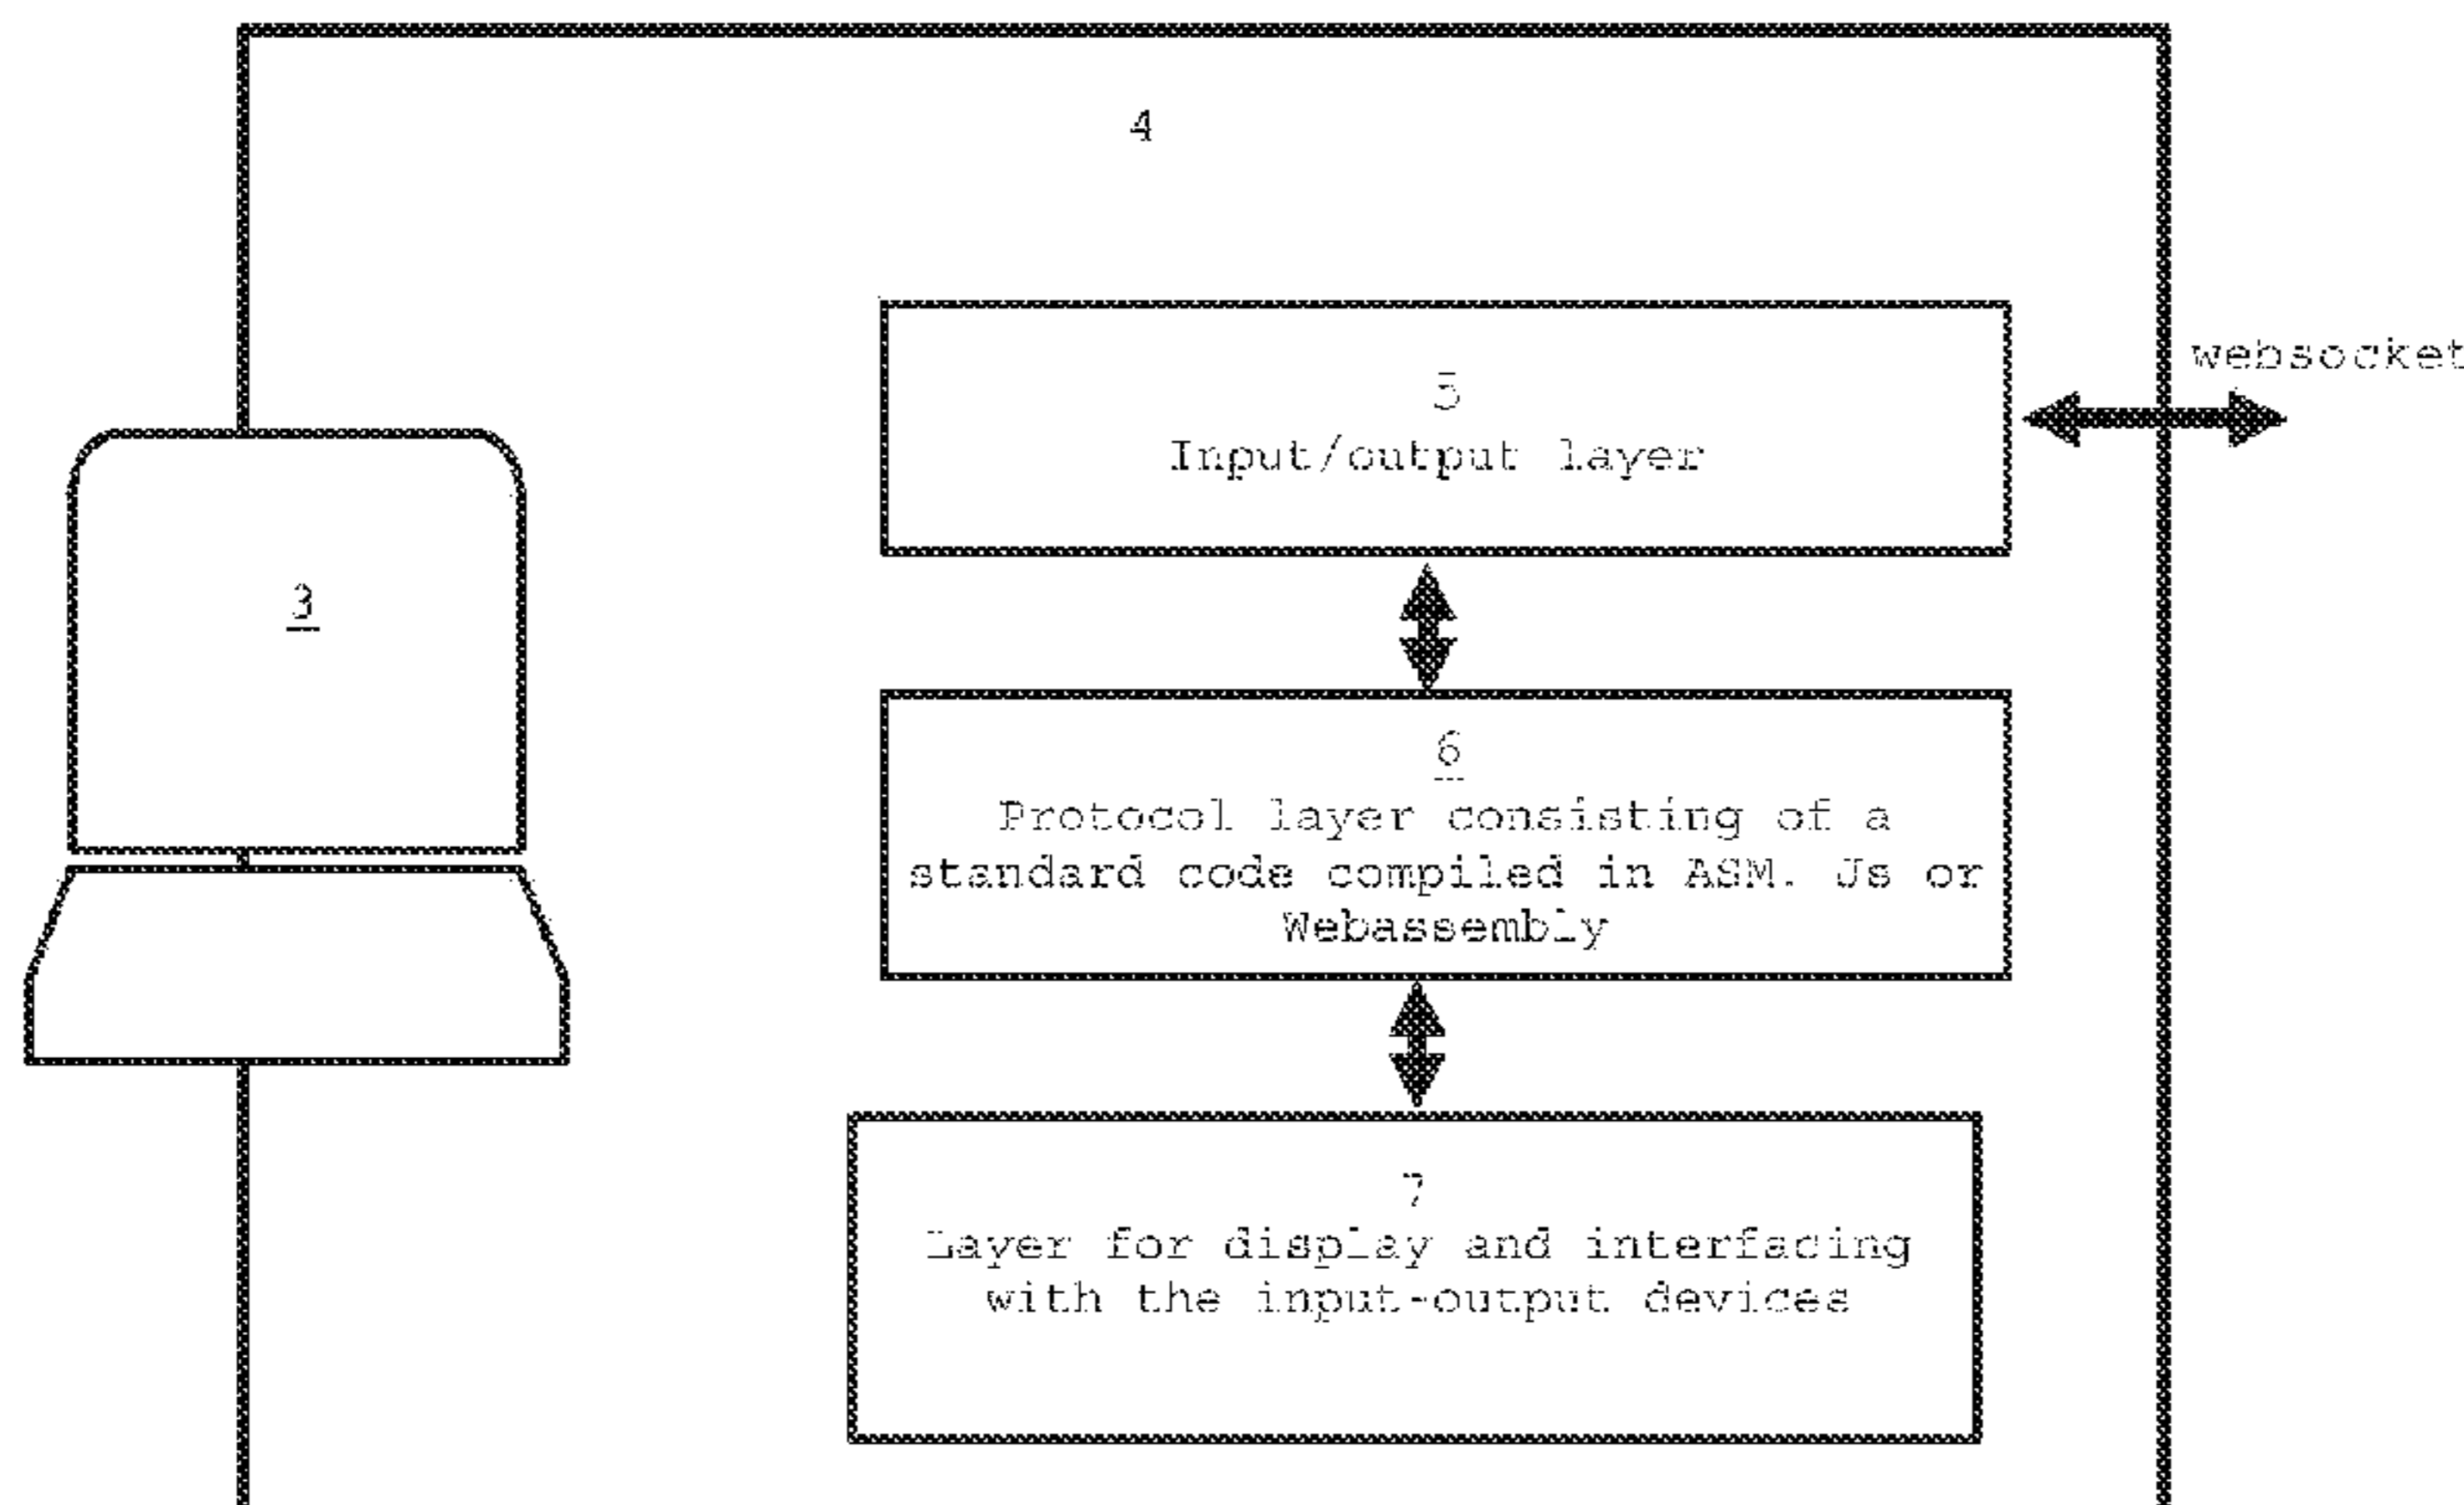 4
websocket
5
Input/output layer
3
6
Protocol layer consisting of a
standard code compiled in ASM. Js or
Webassembly
7
Layer for display and interfacing
with the input-output devices